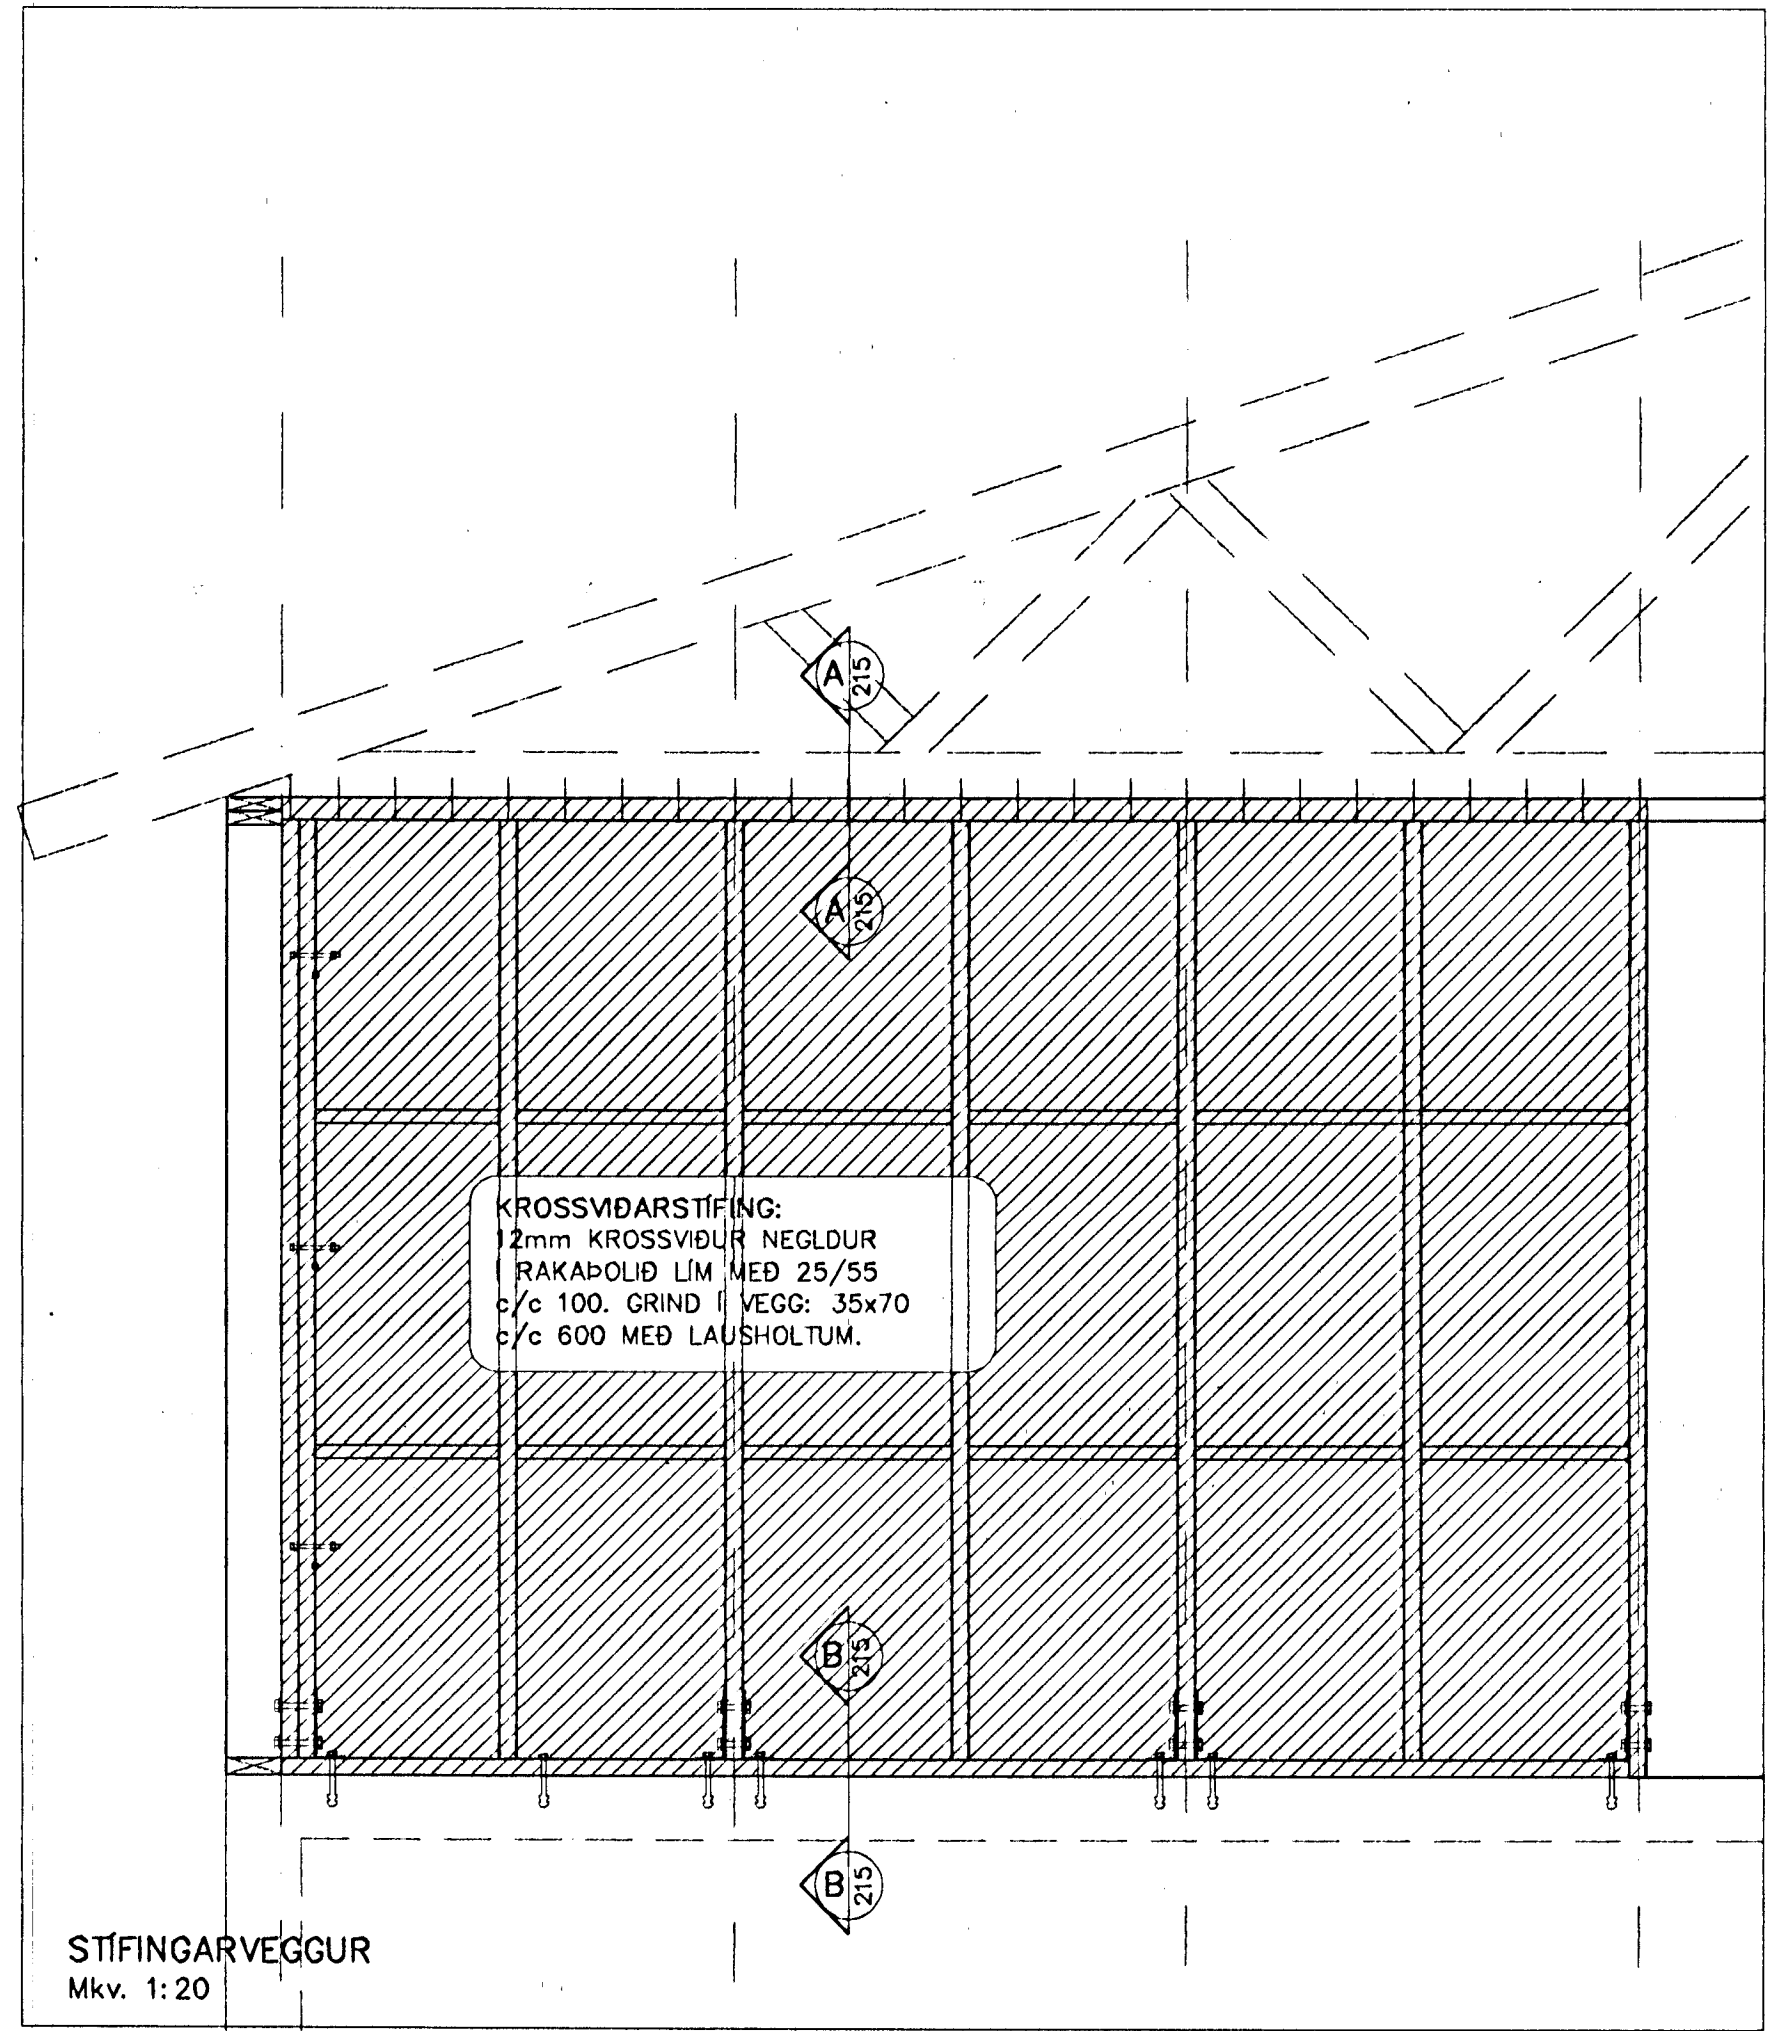 A
215
A
215
KROSSVIÐARSTÍFING:
12mm KROSSVIÐUR NEGLDUR
Í RAKAÞOLIÐ LÍM MEÐ 25/55
c/c 100. GRIND Í VEGG: 35x70
c/c 600 MEÐ LAUSHOLTUM.
B
215
B
215
STÍFINGARVEGGUR
Mkv. 1:20